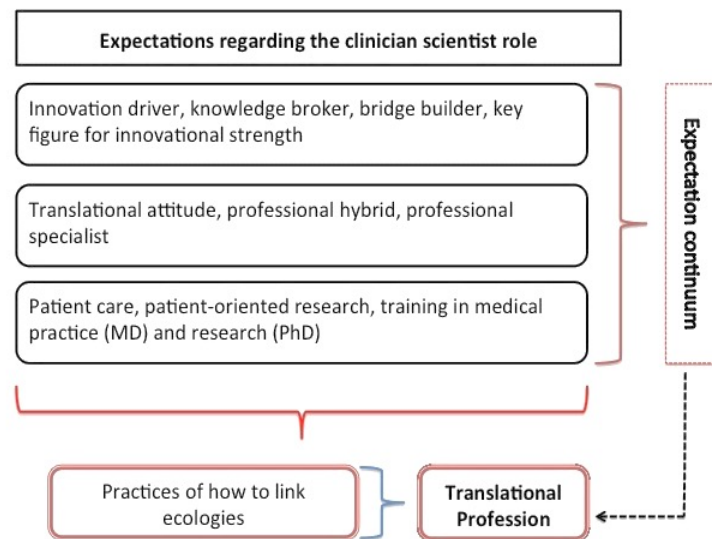 Expectations regarding the clinician scientist role
Innovation driver, knowledge broker, bridge builder, key
figure for innovational strength
Translational attitude, professional hybrid, professional
specialist
Patient care, patient-oriented research, training in medical
practice (MD) and research (PhD)
Expectation continuum
Practices of how to link
ecologies
Translational
Profession